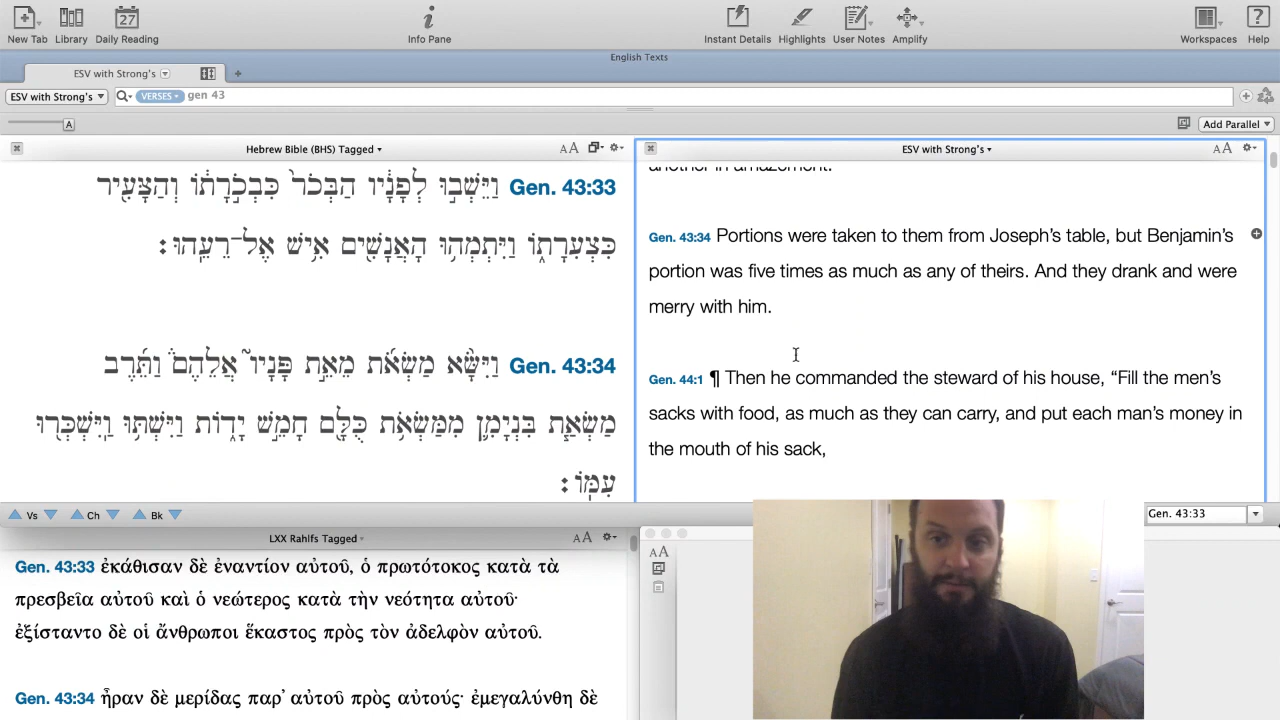 New Tab
Library
27
Daily Reading
i
Info Pane
Instant Details
Highlights
User Notes
Amplify
Workspaces
?
Help
English Texts
ESV with Strong's
+
ESV with Strong's
VERSES
gen 43
A
Add Parallel
Hebrew Bible (BHS) Tagged
AA
Gen. 43:33 וַיֵּשְׁב֣וּ לְפָנָ֔יו הַבְּכֹר֙ כִּבְכֹ֣רָת֔וֹ וְהַצָּעִ֖יר
כִּצְעִרָת֑וֹ וַיִּתְמְה֥וּ הָאֲנָשִׁ֖ים אִ֥ישׁ אֶל־רֵעֵֽהוּ׃
Gen. 43:34 וַיִּשָּׂ֨א מַשְׂאֹ֜ת מֵאֵ֣ת פָּנָיו֮ אֲלֵהֶם֒ וַתֵּ֜רֶב
מַשְׂאַ֧ת בִּנְיָמִ֛ן מִמַּשְׂאֹ֥ת כֻּלָּ֖ם חָמֵ֣שׁ יָד֑וֹת וַיִּשְׁתּ֥וּ וַֽיִּשְׁכְּר֖וּ
עִמּֽוֹ׃
Vs
Ch
Bk
ESV with Strong's
AA
another in amazement.
Gen. 43:34 Portions were taken to them from Joseph’s table, but Benjamin’s
portion was five times as much as any of theirs. And they drank and were
merry with him.
Gen. 44:1 ¶ Then he commanded the steward of his house, “Fill the men’s
sacks with food, as much as they can carry, and put each man’s money in
the mouth of his sack,
Gen. 43:33
LXX Rahlfs Tagged
AA
Gen. 43:33 ἐκάθισαν δὲ ἐναντίον αὐτοῦ, ὁ πρωτότοκος κατὰ τὰ
πρεσβεῖα αὐτοῦ καὶ ὁ νεώτερος κατὰ τὴν νεότητα αὐτοῦ·
ἐξίσταντο δὲ οἱ ἄνθρωποι ἕκαστος πρὸς τὸν ἀδελφὸν αὐτοῦ.
Gen. 43:34 ἦραν δὲ μερίδας παρ᾽ αὐτοῦ πρὸς αὐτούς· ἐμεγαλύνθη δὲ
AA